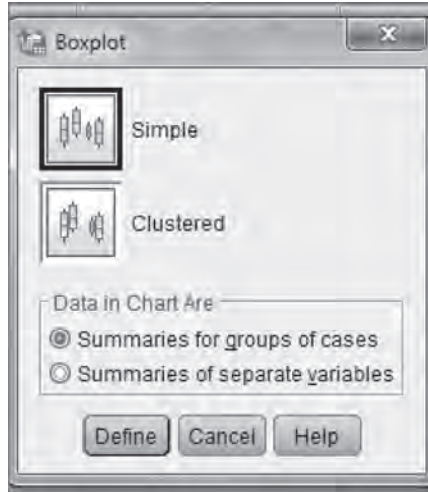 Boxplot
Simple
Clustered
Data in Chart Are
Summaries for groups of cases
Summaries of separate variables
Define Cancel Help